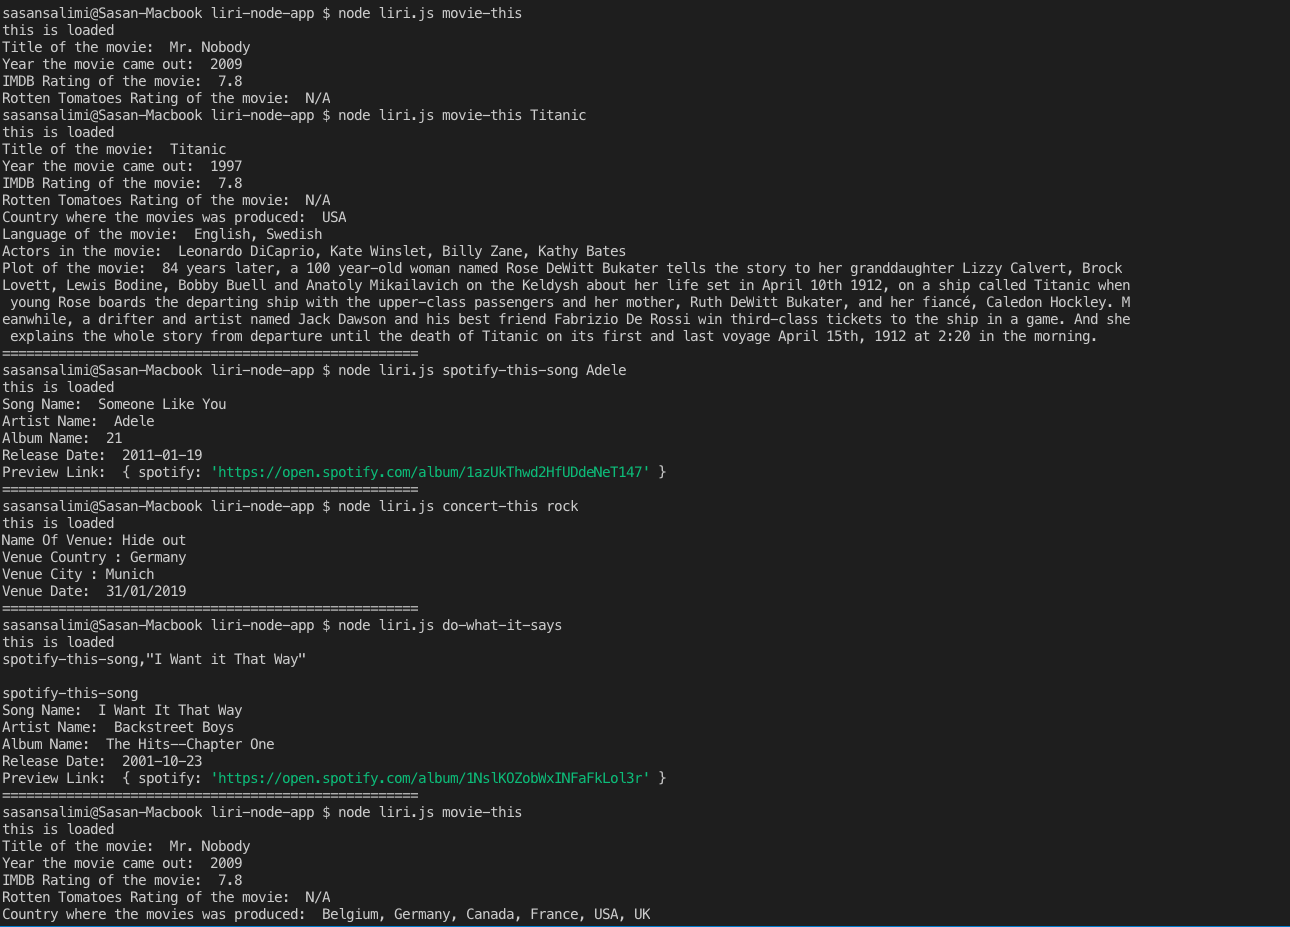 sasansalimi@Sasan-Macbook liri-node-app $ node liri.js movie-this
this is loaded
Title of the movie:  Mr. Nobody
Year the movie came out:  2009
IMDB Rating of the movie:  7.8
Rotten Tomatoes Rating of the movie:  N/A
sasansalimi@Sasan-Macbook liri-node-app $ node liri.js movie-this Titanic
this is loaded
Title of the movie:  Titanic
Year the movie came out:  1997
IMDB Rating of the movie:  7.8
Rotten Tomatoes Rating of the movie:  N/A
Country where the movies was produced:  USA
Language of the movie:  English, Swedish
Actors in the movie:  Leonardo DiCaprio, Kate Winslet, Billy Zane, Kathy Bates
Plot of the movie:  84 years later, a 100 year-old woman named Rose DeWitt Bukater tells the story to her granddaughter Lizzy Calvert, Brock
Lovett, Lewis Bodine, Bobby Buell and Anatoly Mikailavich on the Keldysh about her life set in April 10th 1912, on a ship called Titanic when
 young Rose boards the departing ship with the upper-class passengers and her mother, Ruth DeWitt Bukater, and her fiancé, Caledon Hockley. M
eanwhile, a drifter and artist named Jack Dawson and his best friend Fabrizio De Rossi win third-class tickets to the ship in a game. And she
 explains the whole story from departure until the death of Titanic on its first and last voyage April 15th, 1912 at 2:20 in the morning.
====================================================
sasansalimi@Sasan-Macbook liri-node-app $ node liri.js spotify-this-song Adele
this is loaded
Song Name:  Someone Like You
Artist Name:  Adele
Album Name:  21
Release Date:  2011-01-19
Preview Link:  { spotify: 'https://open.spotify.com/album/1azUkThwd2HfUDdeNeT147' }
====================================================
sasansalimi@Sasan-Macbook liri-node-app $ node liri.js concert-this rock
this is loaded
Name Of Venue: Hide out
Venue Country : Germany
Venue City : Munich
Venue Date:  31/01/2019
====================================================
sasansalimi@Sasan-Macbook liri-node-app $ node liri.js do-what-it-says
this is loaded
spotify-this-song,"I Want it That Way"

spotify-this-song
Song Name:  I Want It That Way
Artist Name:  Backstreet Boys
Album Name:  The Hits--Chapter One
Release Date:  2001-10-23
Preview Link:  { spotify: 'https://open.spotify.com/album/1NslKOZobWxINFaFkLol3r' }
====================================================
sasansalimi@Sasan-Macbook liri-node-app $ node liri.js movie-this
this is loaded
Title of the movie:  Mr. Nobody
Year the movie came out:  2009
IMDB Rating of the movie:  7.8
Rotten Tomatoes Rating of the movie:  N/A
Country where the movies was produced:  Belgium, Germany, Canada, France, USA, UK